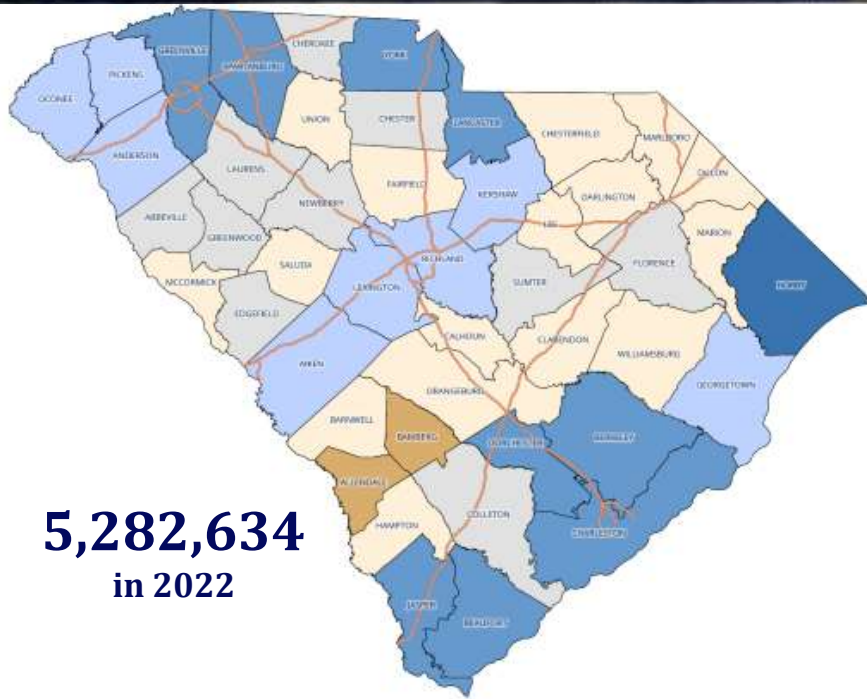 GREENVILLE
SPARTANBURG
CHEROKEE
YORK
PICKENS
OCONEE
UNION
CHESTER
LANCASTER
CHESTERFIELD
MARLBORO
ANDERSON
LAURENS
DILLON
FAIRFIELD
KERSHAW
DARLINGTON
NEWBERRY
ABBEVILLE
LEE
GREENWOOD
MARION
SALUDA
RICHLAND
FLORENCE
MCCORMICK
LEXINGTON
SUMTER
HORRY
EDGEFIELD
CALHOUN
CLARENDON
WILLIAMSBURG
AIKEN
GEORGETOWN
ORANGEBURG
BARNWELL
BAMBERG
DORCHESTER
BERKELEY
ALLENDALE
COLLETON
HAMPTON
CHARLESTON
5,282,634
in 2022
JASPER
BEAUFORT